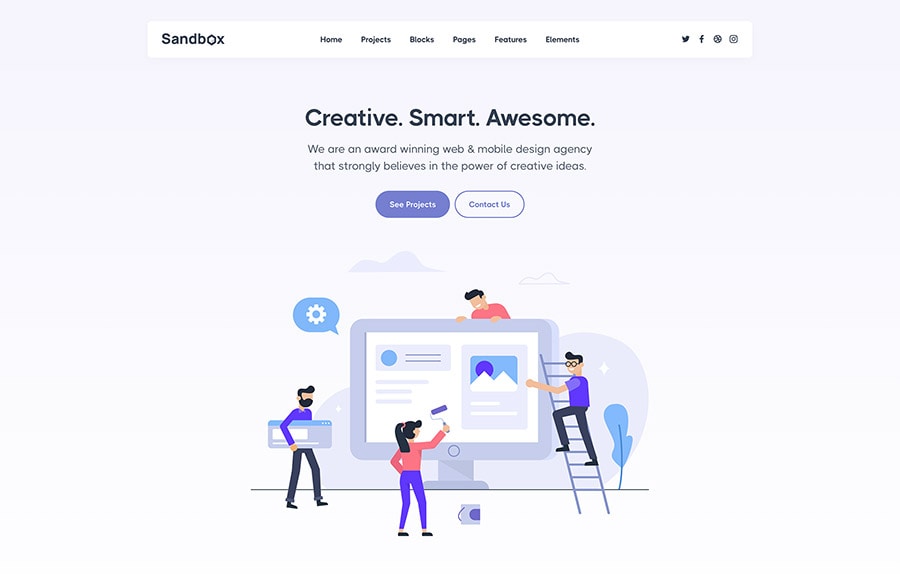 Sandbox
Home Projects Blocks Pages Features Elements
Creative. Smart. Awesome.
We are an award winning web & mobile design agency
that strongly believes in the power of creative ideas.
See Projects Contact Us